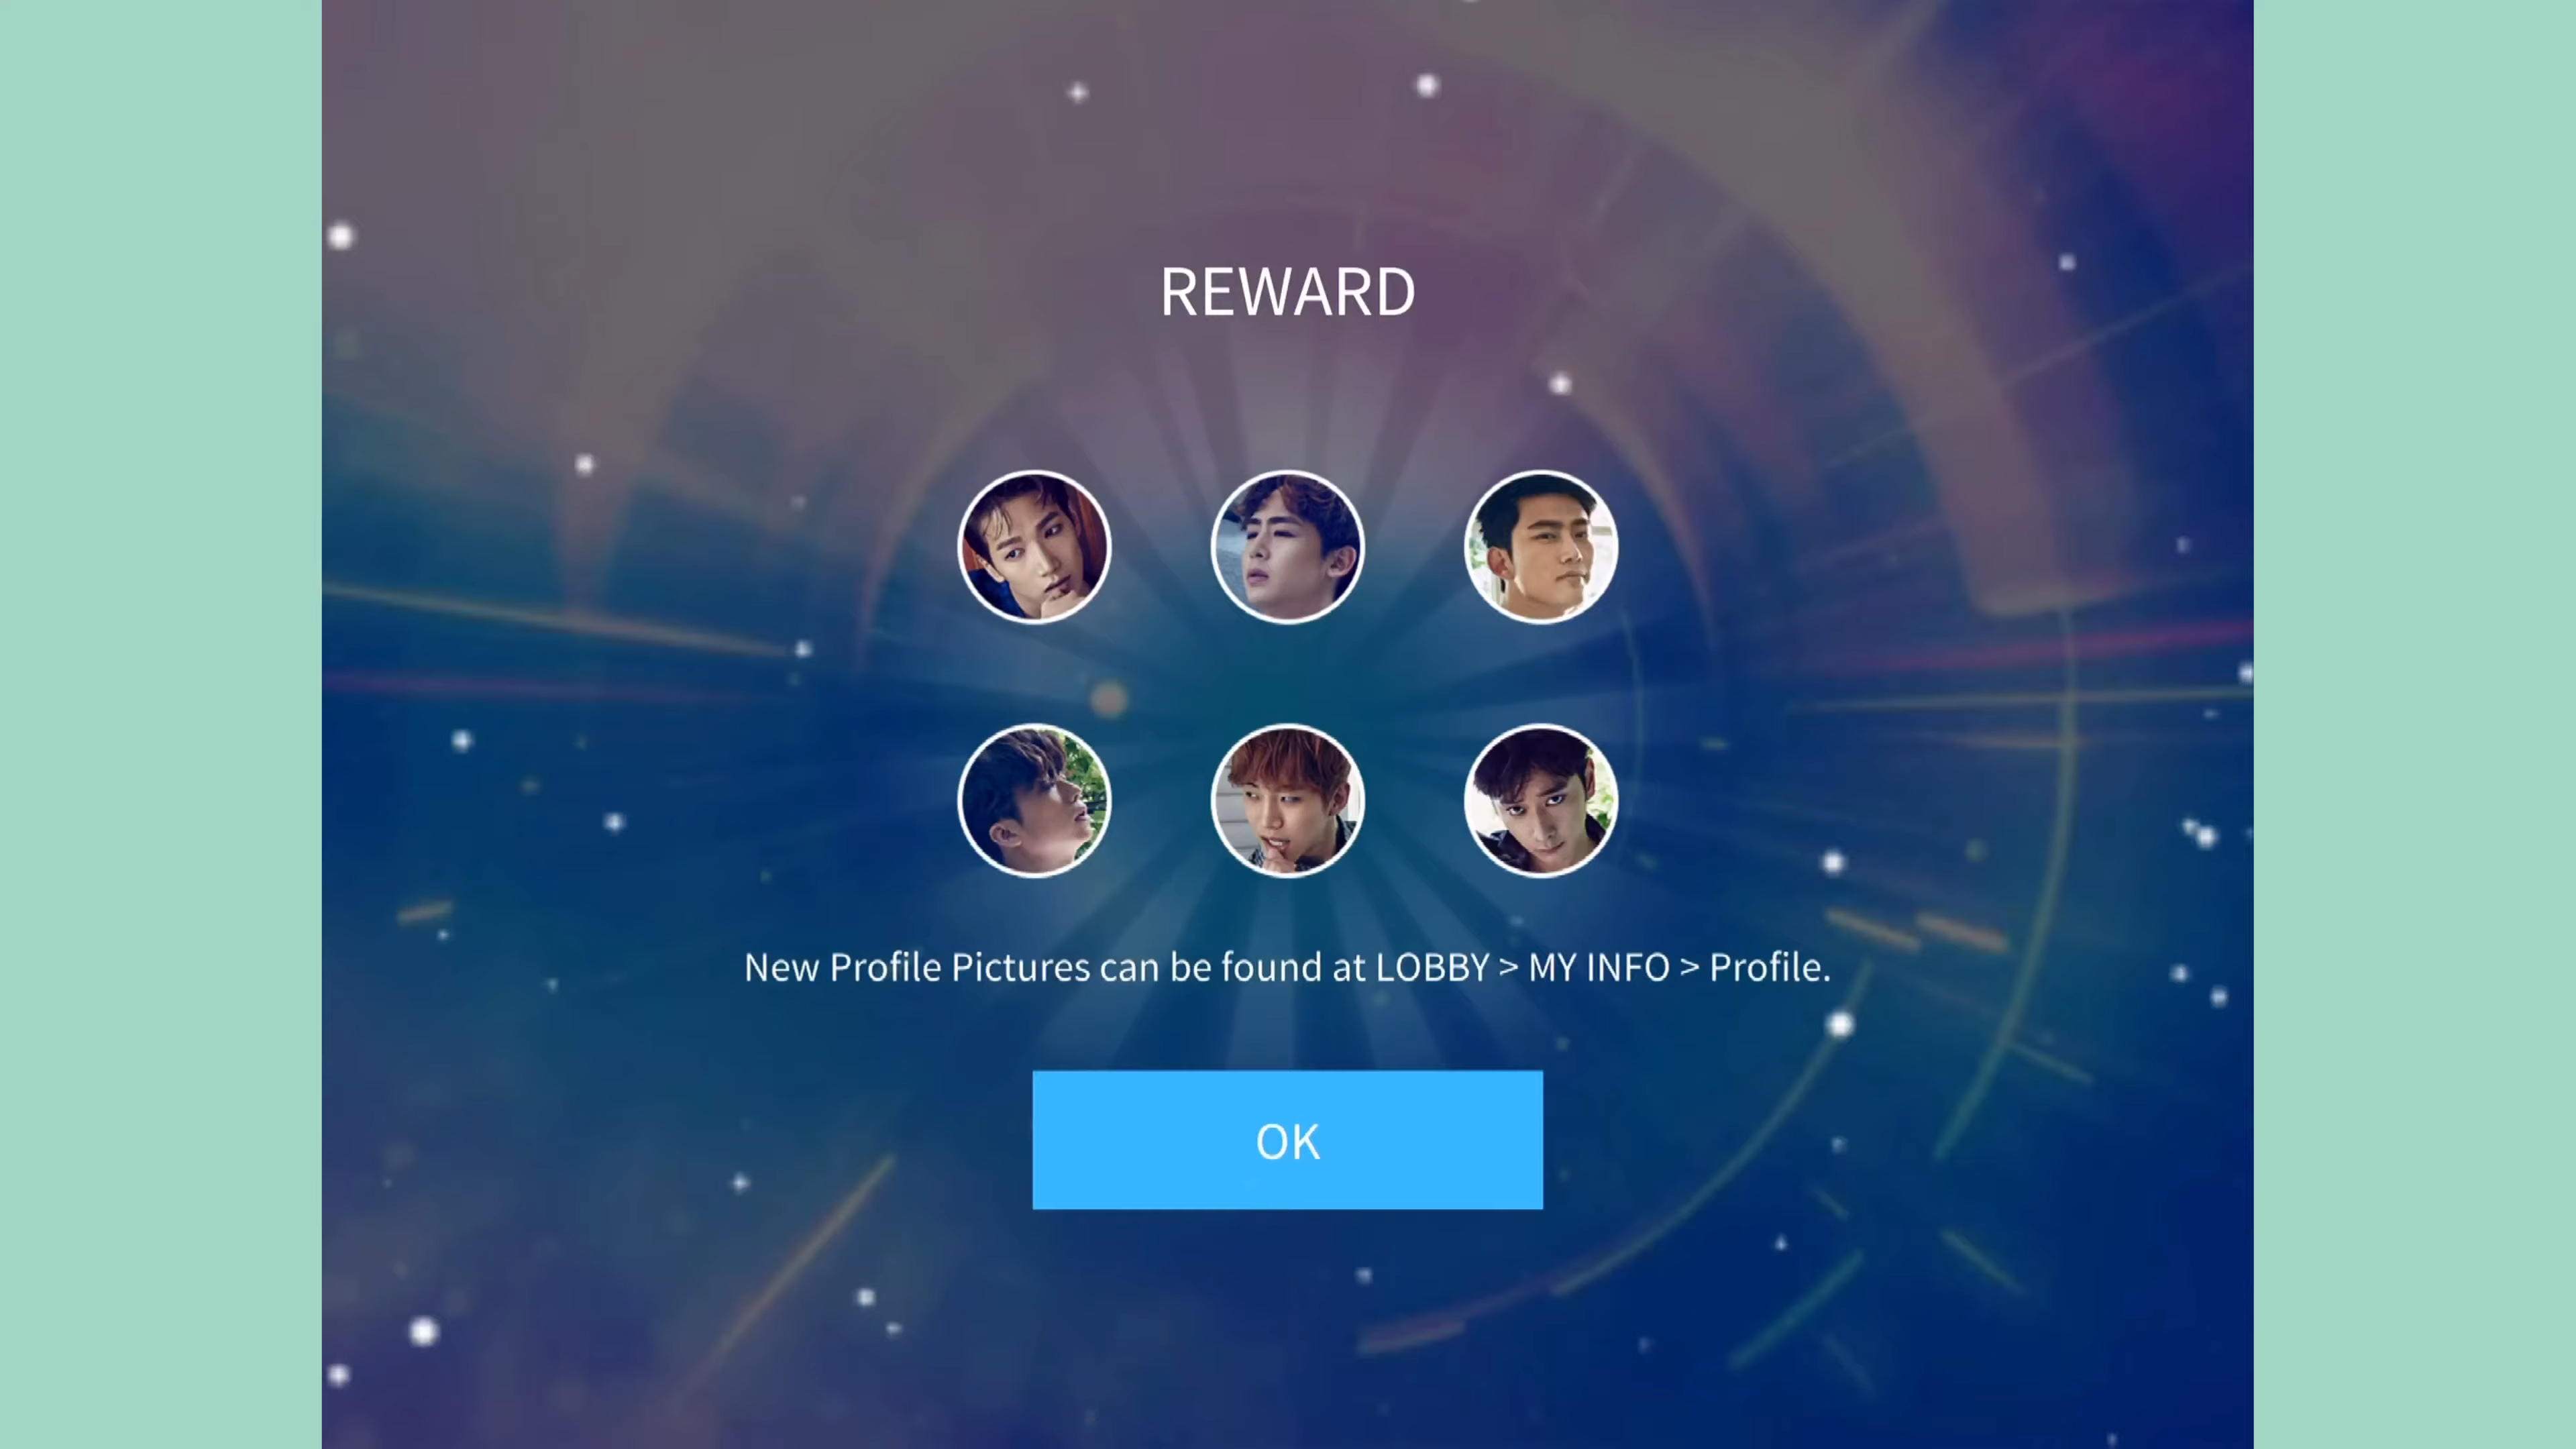 REWARD
New Profile Pictures can be found at LOBBY > MY INFO > Profile.
OK